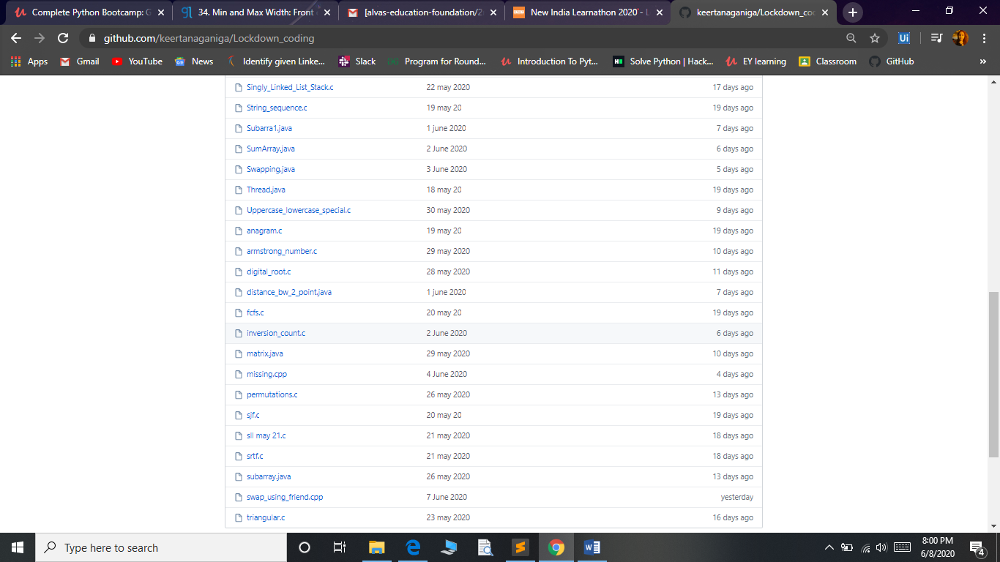 Complete Python Bootcamp: G
34. Min and Max Width: Front
[alvas-education-foundation/2
New India Learnathon 2020' - L
keertanaganiga/Lockdown_co
github.com/keertanaganiga/Lockdown_coding
Apps Gmail YouTube News Identify given Linke... Slack Program for Round... Introduction To Pyt... Solve Python | Hack... EY learning Classroom GitHub »
Singly_Linked_List_Stack.c 22 may 2020 17 days ago
String_sequence.c 19 may 20 19 days ago
Subarra1.java 1 june 2020 7 days ago
SumArray.java 2 June 2020 6 days ago
Swapping.java 3 June 2020 5 days ago
Thread.java 18 may 20 19 days ago
Uppercase_lowercase_special.c 30 may 2020 9 days ago
anagram.c 19 may 20 19 days ago
armstrong_number.c 29 may 2020 10 days ago
digital_root.c 28 may 2020 11 days ago
distance_bw_2_point.java 1 june 2020 7 days ago
fcfs.c 20 may 20 19 days ago
inversion_count.c 2 June 2020 6 days ago
matrix.java 29 may 2020 10 days ago
missing.cpp 4 June 2020 4 days ago
permutations.c 26 may 2020 13 days ago
sjf.c 20 may 20 19 days ago
sll may 21.c 21 may 2020 18 days ago
srtf.c 21 may 2020 18 days ago
subarray.java 26 may 2020 13 days ago
swap_using_friend.cpp 7 June 2020 yesterday
triangular.c 23 may 2020 16 days ago
Type here to search
8:00 PM
6/8/2020
4